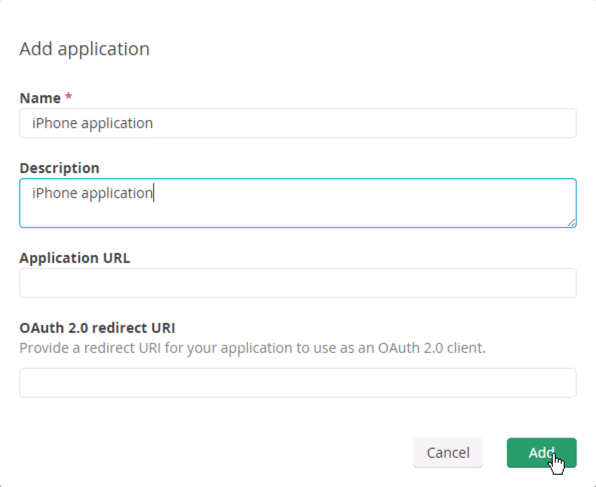 Add application
Name *
iPhone application
Description
iPhone application
Application URL
OAuth 2.0 redirect URI
Provide a redirect URI for your application to use as an OAuth 2.0 client.
Cancel
Add